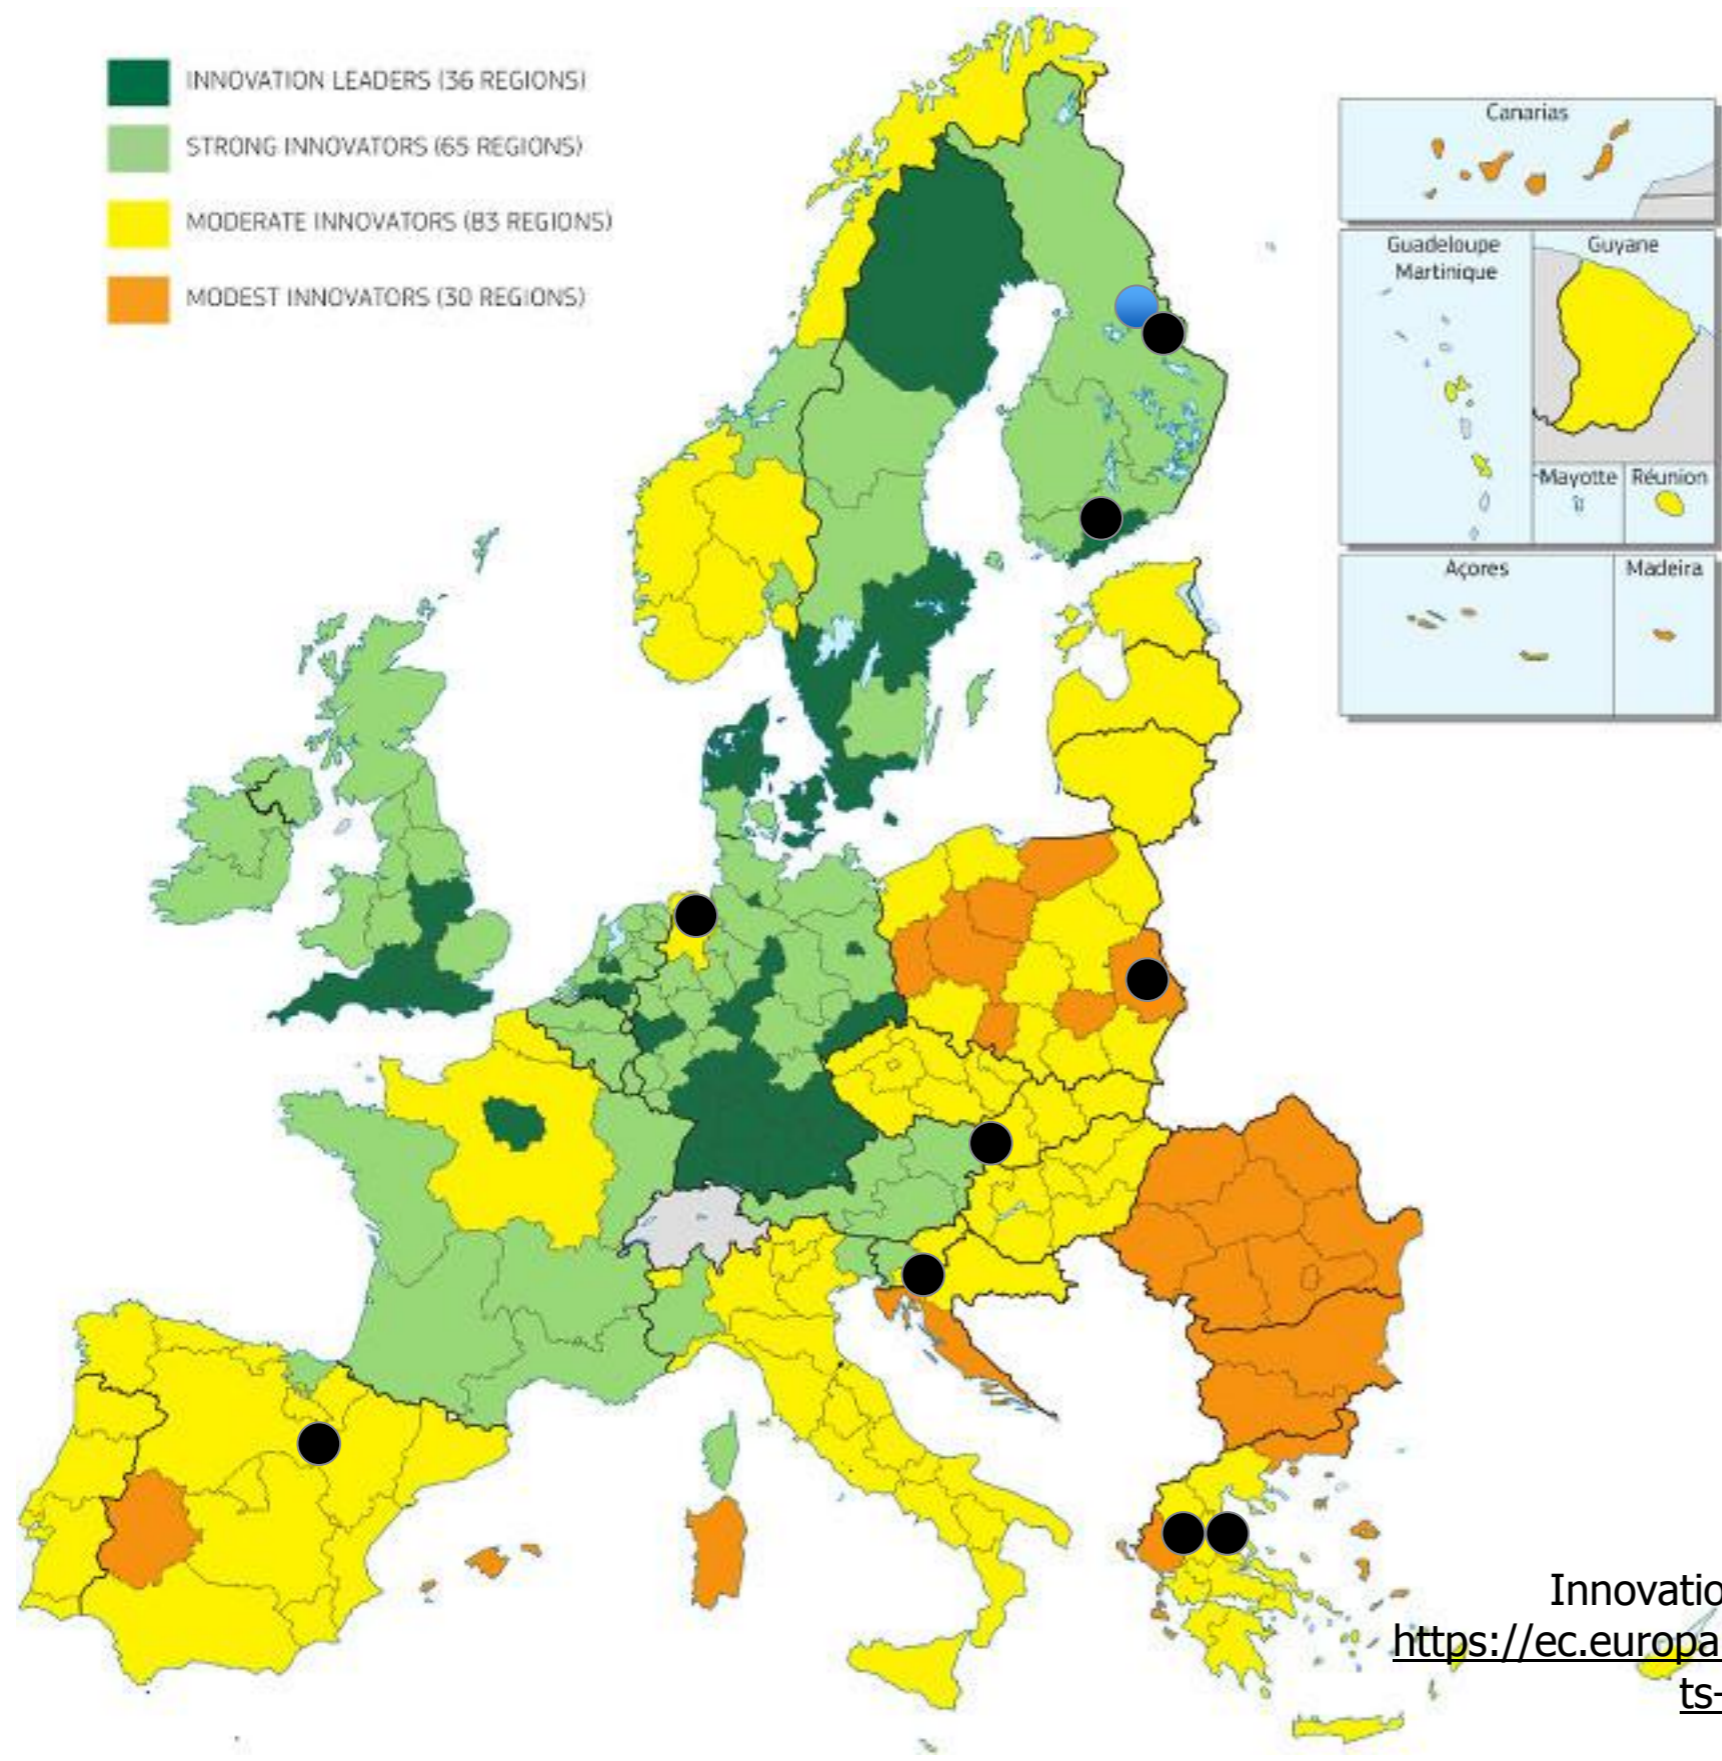 INNOVATION LEADERS (36 REGIONS)
STRONG INNOVATORS (65 REGIONS)
MODERATE INNOVATORS (83 REGIONS)
MODEST INNOVATORS (30 REGIONS)
Canarias
Guadeloupe
Martinique
Guyane
Mayotte
Réunion
Açores
Madeira
Innovatio
https://ec.europa
ts-